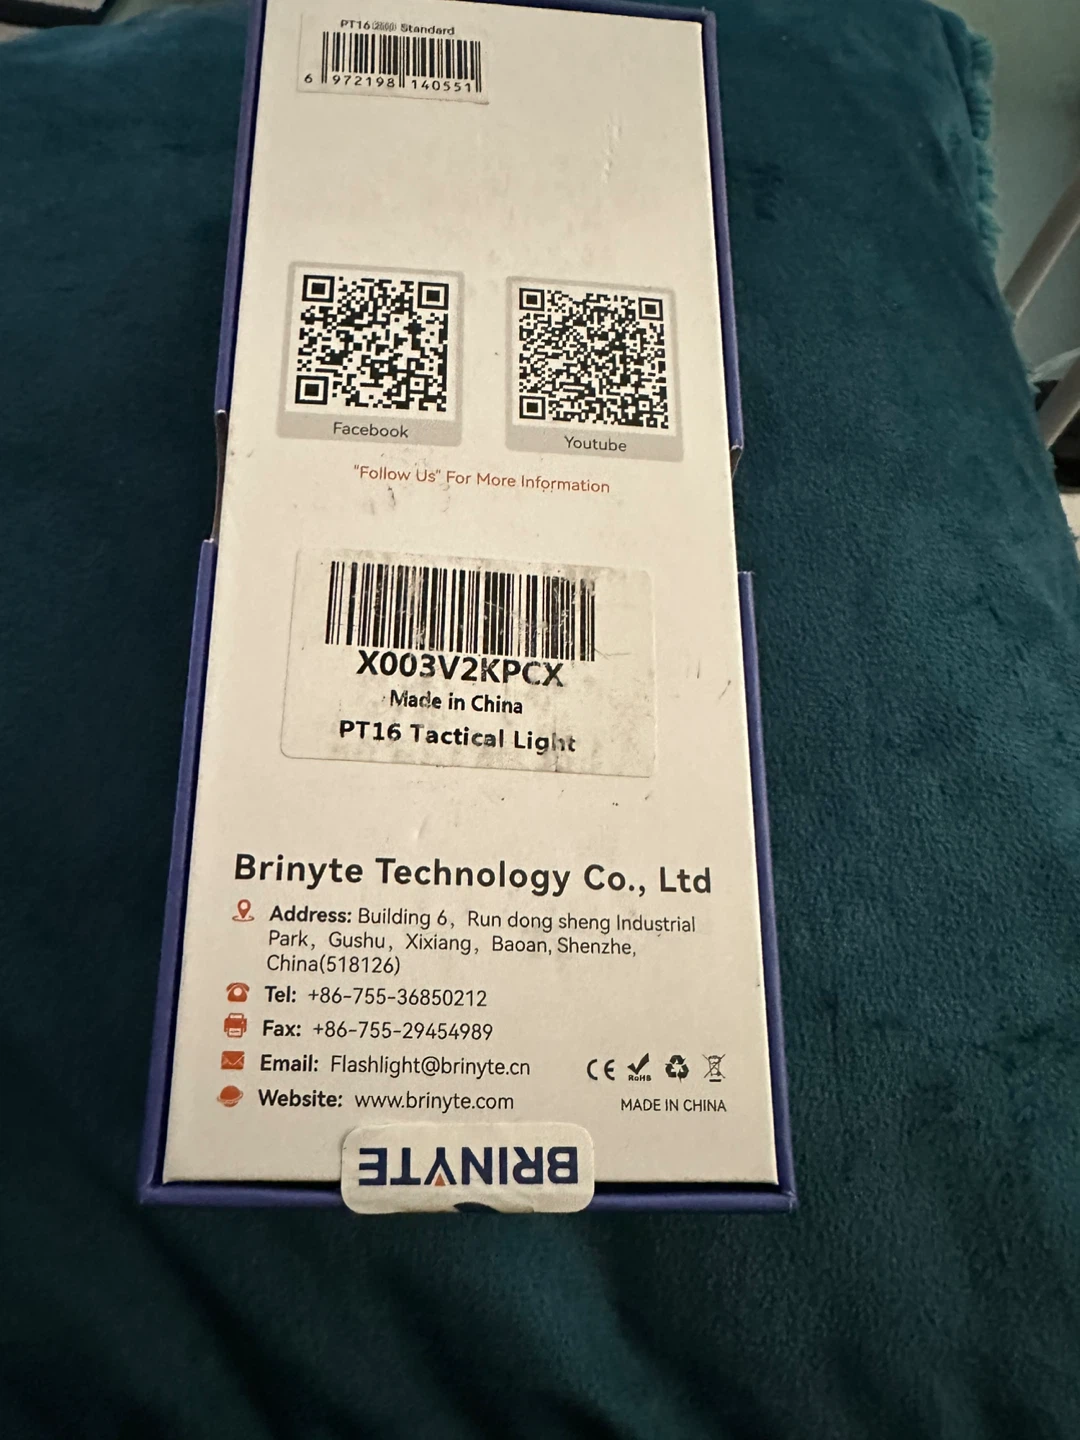 PT16(2500) Standard
6 972198 140551
Facebook
Youtube
"Follow Us" For More Information
X003V2KPCX
Made in China
PT16 Tactical Light
Brinyte Technology Co., Ltd
Address: Building 6, Run dong sheng Industrial
Park, Gushu, Xixiang, Baoan, Shenzhe,
China(518126)
Tel: +86-755-36850212
Fax: +86-755-29454989
Email: Flashlight@brinyte.cn
CE RoHS
Website: www.brinyte.com
MADE IN CHINA
BRINYTE